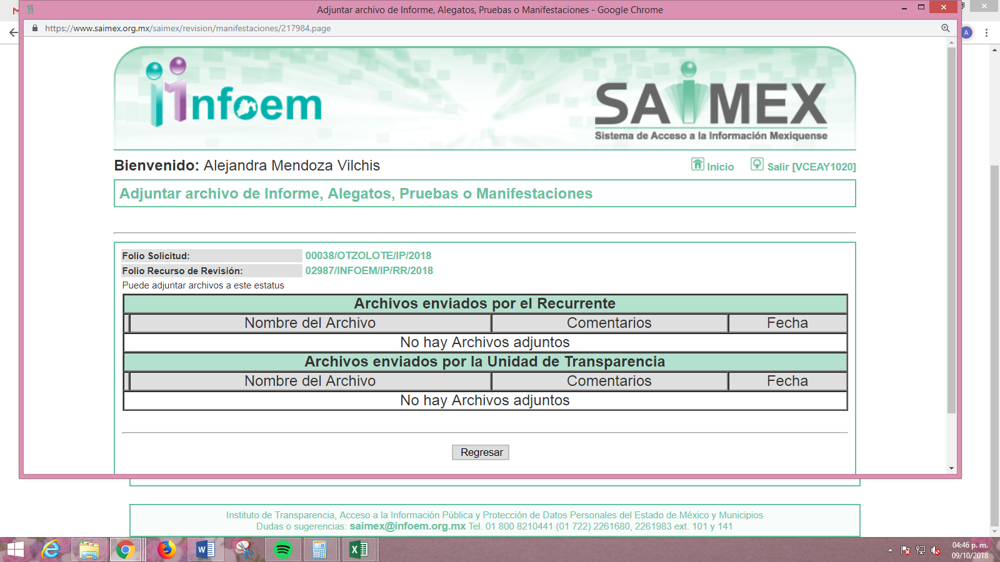 Adjuntar archivo de Informe, Alegatos, Pruebas o Manifestaciones - Google Chrome
https://www.saimex.org.mx/saimex/revision/manifestaciones/217984.page
A
infoem
SAIMEX
Sistema de Acceso a la Información Mexiquense
Bienvenido: Alejandra Mendoza Vilchis
Inicio
Salir [VCEAY1020]
Adjuntar archivo de Informe, Alegatos, Pruebas o Manifestaciones
Folio Solicitud: 00038/OTZOLOTE/IP/2018
Folio Recurso de Revisión: 02987/INFOEM/IP/RR/2018
Puede adjuntar archivos a este estatus
Archivos enviados por el Recurrente
Nombre del Archivo Comentarios Fecha
No hay Archivos adjuntos
Archivos enviados por la Unidad de Transparencia
Nombre del Archivo Comentarios Fecha
No hay Archivos adjuntos
Regresar
Instituto de Transparencia, Acceso a la Información Pública y Protección de Datos Personales del Estado de México y Municipios
Dudas o sugerencias: saimex@infoem.org.mx Tel. 01 800 8210441 (01 722) 2261680, 2261983 ext. 101 y 141
04:46 p. m.
09/10/2018